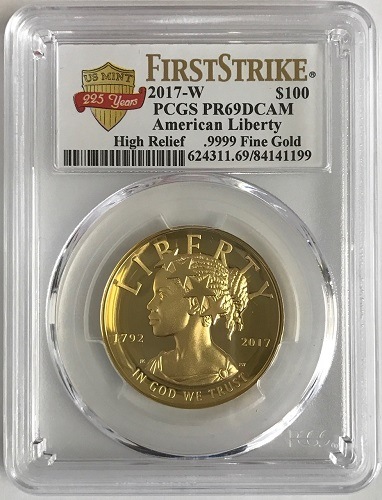 US MINT
225 Years
FIRSTSTRIKE®
2017-W $100
PCGS PR69DCAM
American Liberty
High Relief .9999 Fine Gold
624311.69/84141199
LIBERTY
1792 2017
IN GOD WE TRUST
PCGS